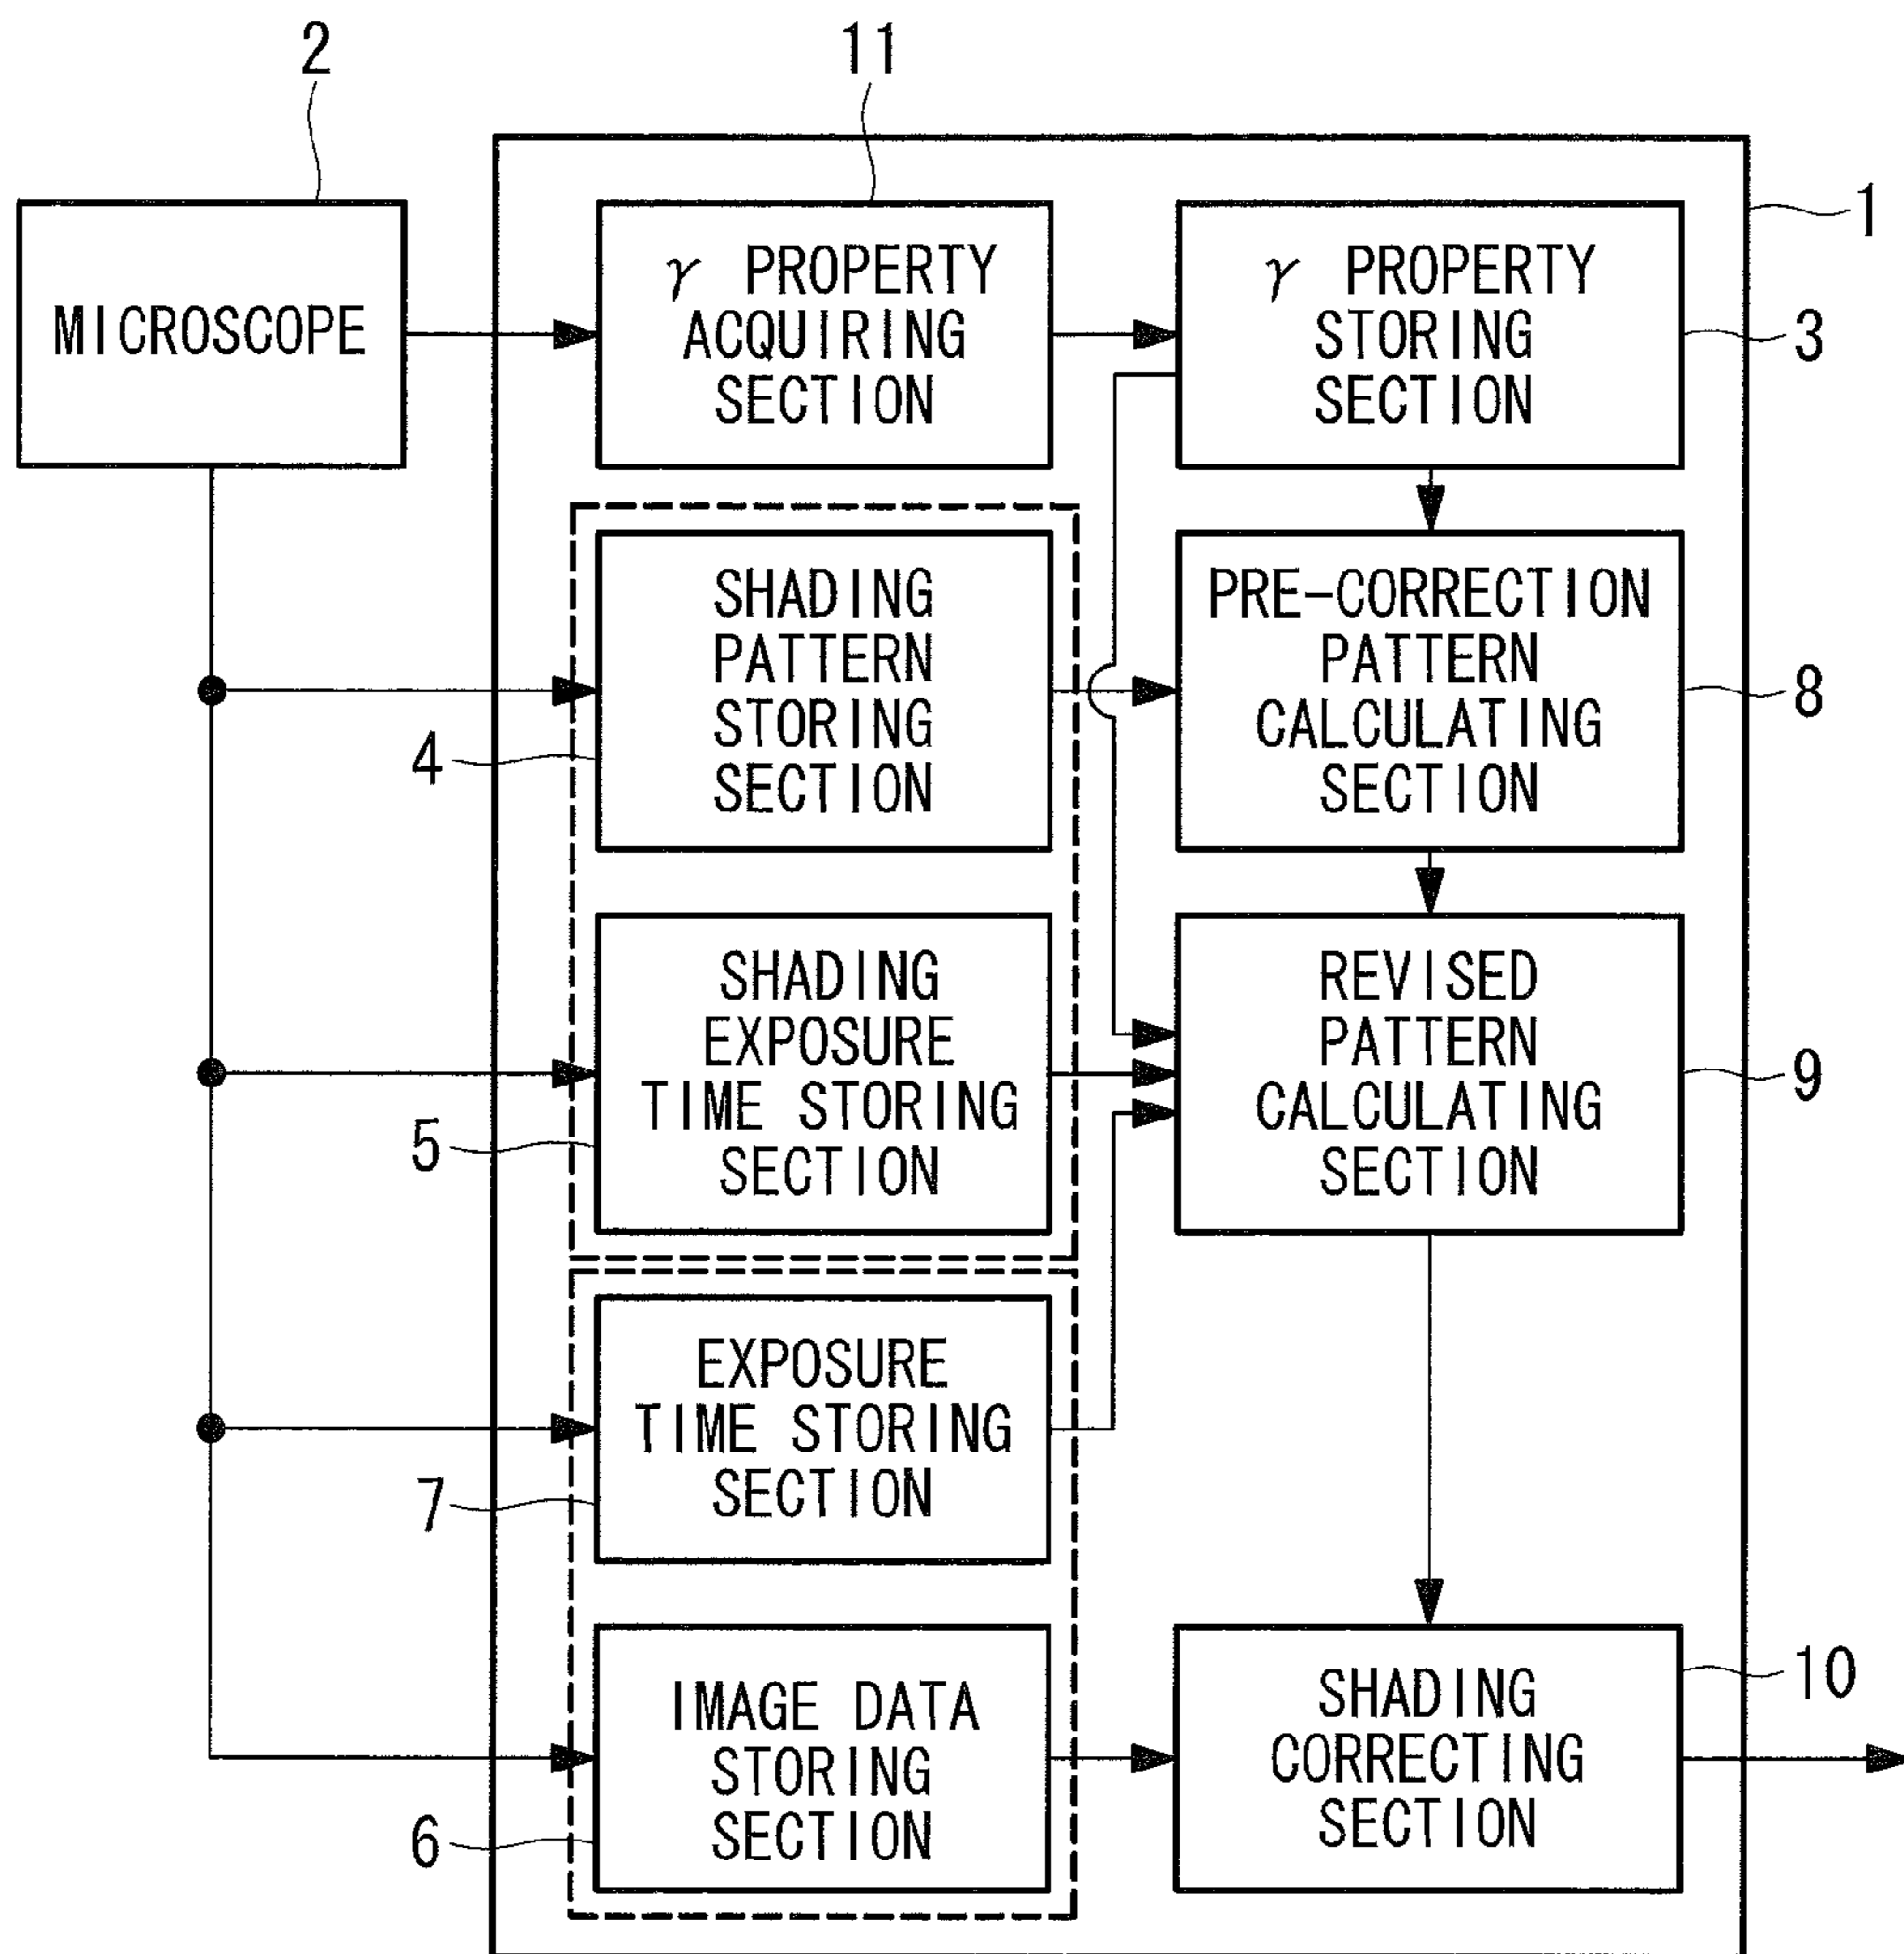 2
11
1
MICROSCOPE
γ PROPERTY
ACQUIRING
SECTION
γ PROPERTY
STORING
SECTION
3
SHADING
PATTERN
STORING
SECTION
4
PRE-CORRECTION
PATTERN
CALCULATING
SECTION
8
SHADING
EXPOSURE
TIME STORING
SECTION
5
REVISED
PATTERN
CALCULATING
SECTION
9
EXPOSURE
TIME STORING
SECTION
7
IMAGE DATA
STORING
SECTION
6
SHADING
CORRECTING
SECTION
10